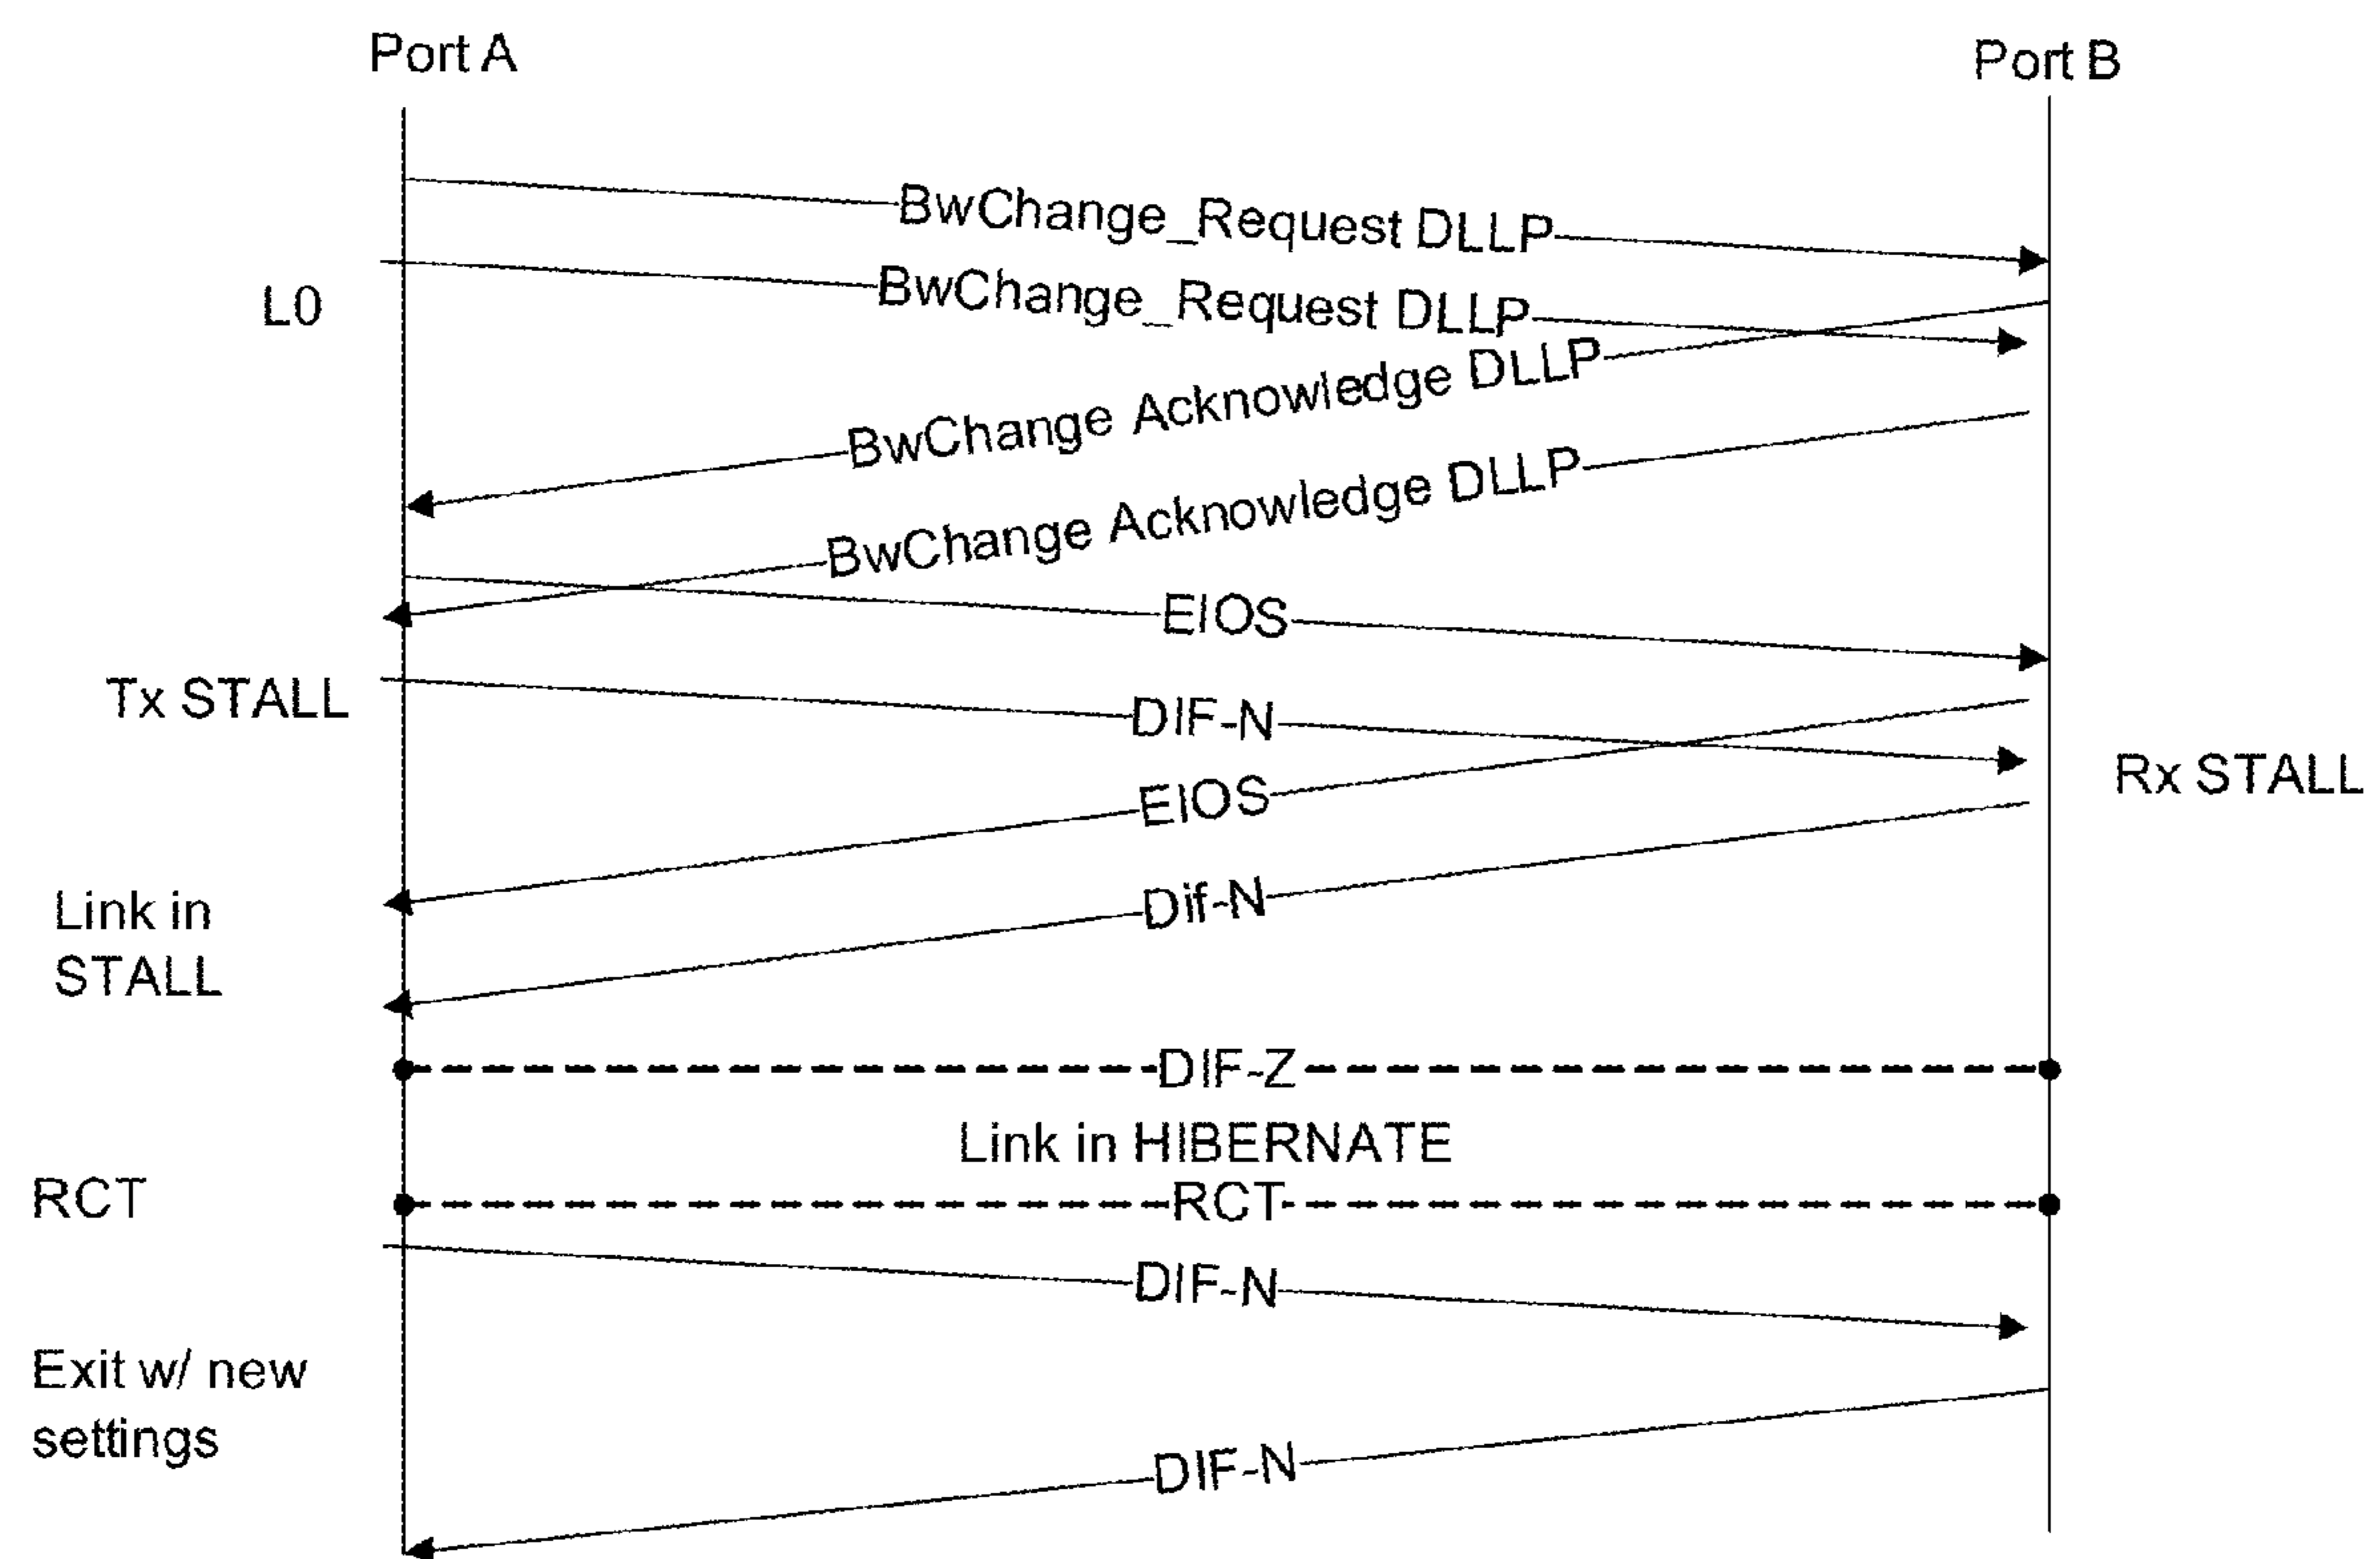 Port A
Port B
BwChange_Request DLLP
L0
BwChange_Request DLLP
BwChange Acknowledge DLLP
BwChange Acknowledge DLLP
EIOS
Tx STALL
DIF-N
Rx STALL
EIOS
Link in
STALL
Dif-N
DIF-Z
Link in HIBERNATE
RCT
RCT
DIF-N
Exit w/ new
settings
DIF-N